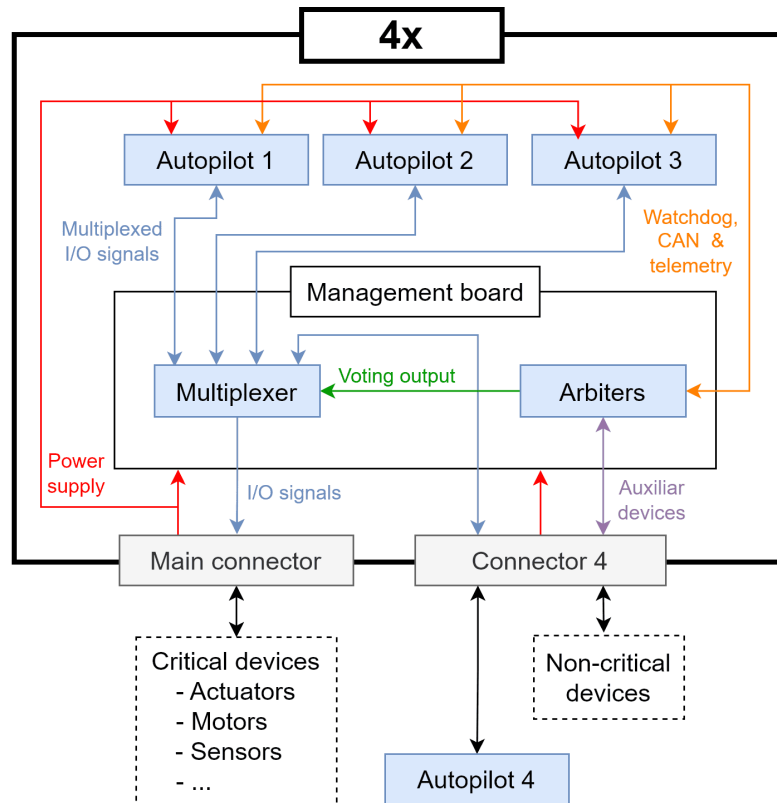 4x
Autopilot 1
Autopilot 2
Autopilot 3
Multiplexed
I/O signals
Watchdog,
CAN &
telemetry
Management board
Multiplexer
Voting output
Arbiters
Power
supply
I/O signals
Auxiliar
devices
Main connector
Connector 4
Critical devices
- Actuators
- Motors
- Sensors
- ...
Non-critical
devices
Autopilot 4